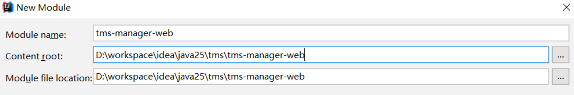 New Module
Module name: tms-manager-web
Content root: D:\workspace\idea\java25\tms\tms-manager-web ...
Module file location: D:\workspace\idea\java25\tms\tms-manager-web ...